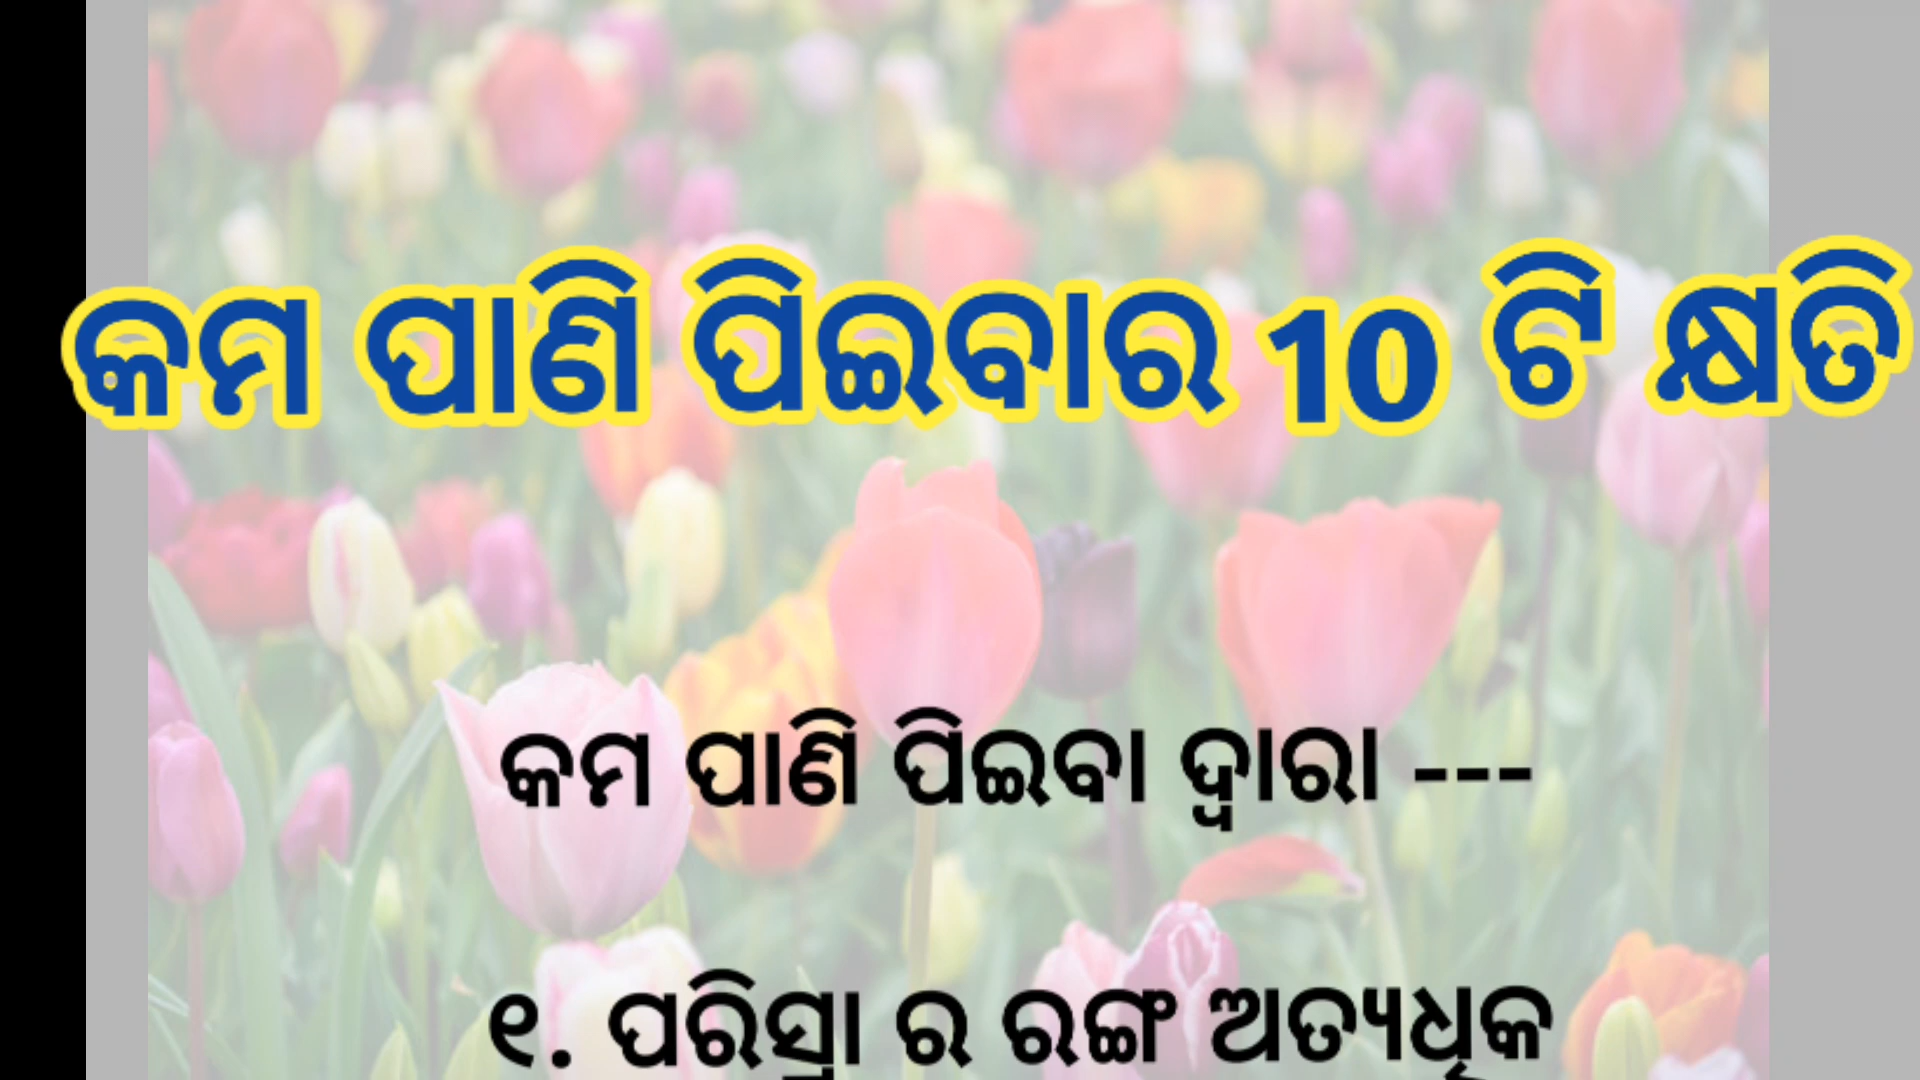 କମ ପାଣି ପିଇବାର 10 ଟି କ୍ଷତି
କମ ପାଣି ପିଇବା ଦ୍ୱାରା ---
୧. ପରିସ୍ରା ର ରଙ୍ଗ ଅତ୍ୟଧିକ